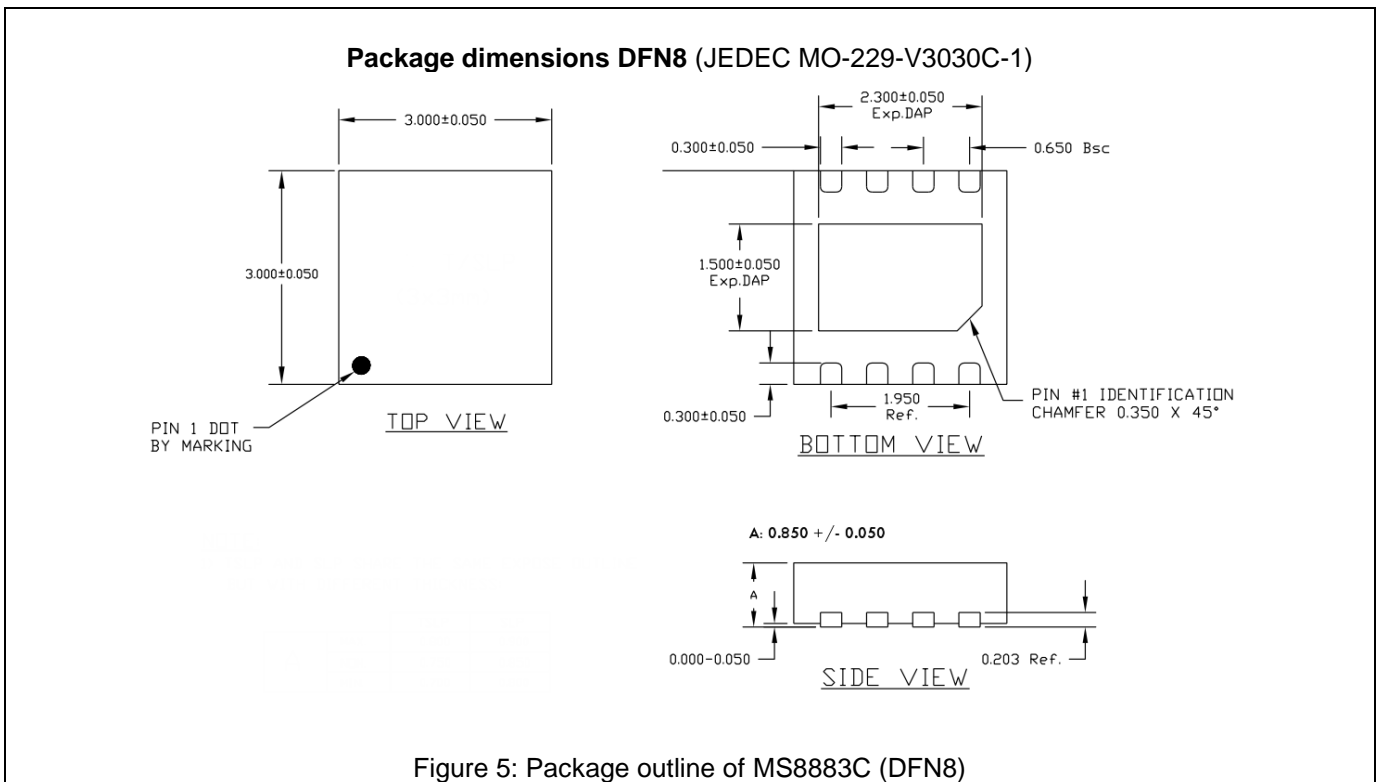 Package dimensions DFN8 (JEDEC MO-229-V3030C-1)
3.000±0.050
3.000±0.050
PIN 1 DOT
BY MARKING
TOP VIEW
2.300±0.050
Exp.DAP
0.300±0.050
0.650 Bsc
1.500±0.050
Exp.DAP
0.300±0.050
1.950
Ref.
PIN #1 IDENTIFICATION
CHAMFER 0.350 X 45°
BOTTOM VIEW
A: 0.850 +/- 0.050
A
0.000-0.050
0.203 Ref.
SIDE VIEW
Figure 5: Package outline of MS8883C (DFN8)